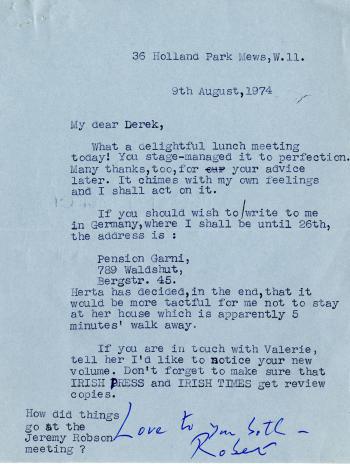 36 Holland Park Mews,W.11.
9th August,1974
My dear Derek,
What a delightful lunch meeting
today! You stage-managed it to perfection.
Many thanks,too,for our your advice
later. It chimes with my own feelings
and I shall act on it.
If you should wish to/write to me
in Germany,where I shall be until 26th,
the address is :
Pension Garni,
789 Waldshut,
Bergstr. 45.
Herta has decided,in the end,that it
would be more tactful for me not to stay
at her house which is apparently 5
minutes' walk away.
If you are in touch with Valerie,
tell her I'd like to notice your new
volume. Don't forget to make sure that
IRISH PRESS and IRISH TIMES get review
copies.
How did things
go at the
Jeremy Robson
meeting ?
Love to you both –
Robert